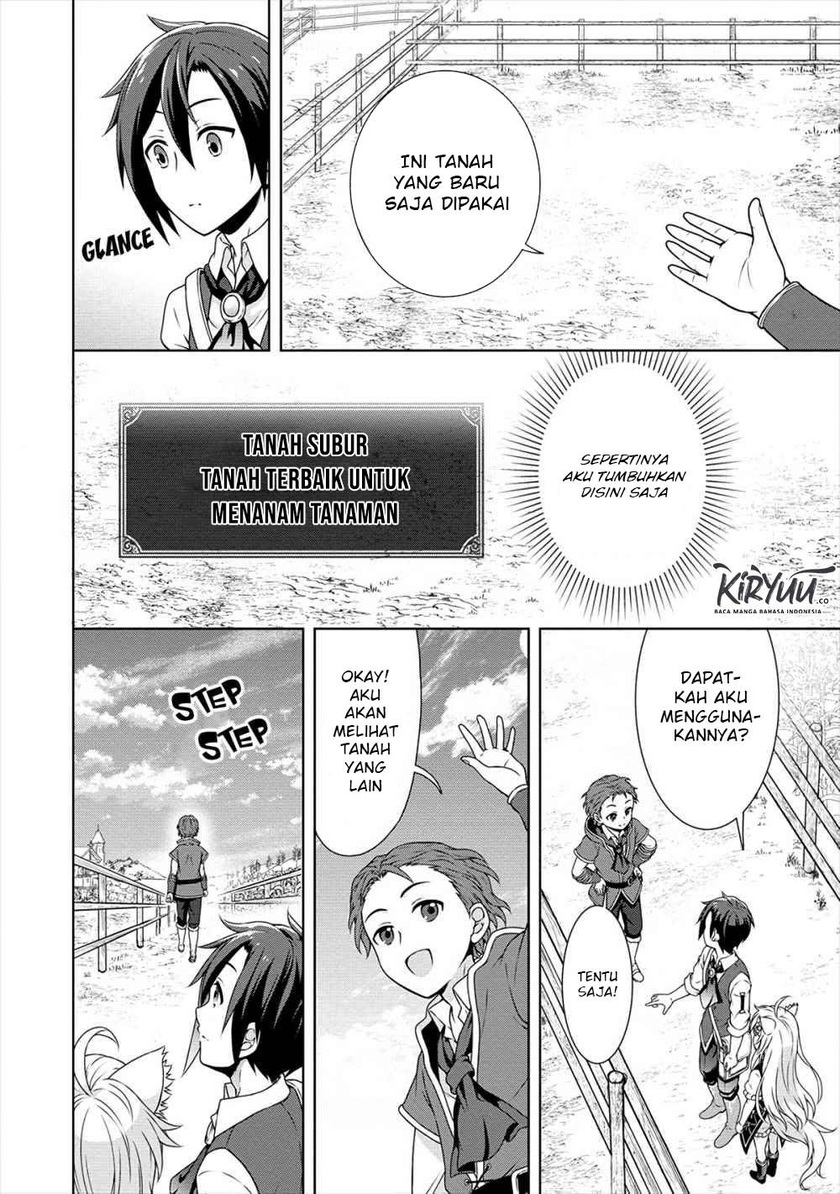 INI TANAH
YANG BARU
SAJA DIPAKAI
GLANCE
SEPERTINYA
AKU TUMBUHKAN
DISINI SAJA
TANAH SUBUR
TANAH TERBAIK UNTUK
MENANAM TANAMAN
KiRYUU.CO
BACA MANGA BAHASA INDONESIA
DAPAT-
KAH AKU
MENGGUNA-
KANNYA?
TENTU
SAJA!
OKAY!
AKU
AKAN
MELIHAT
TANAH
YANG
LAIN
STEP
STEP